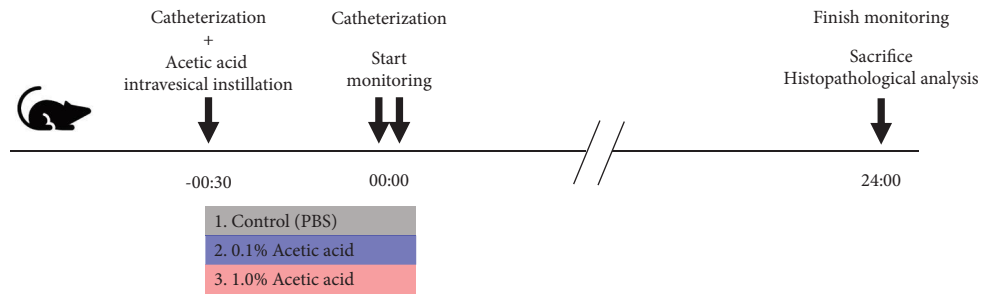 Catheterization
+
Acetic acid
intravesical instillation
Catheterization
Start
monitoring
Finish monitoring
Sacrifice
Histopathological analysis
-00:30
00:00
24:00
1. Control (PBS)
2. 0.1% Acetic acid
3. 1.0% Acetic acid